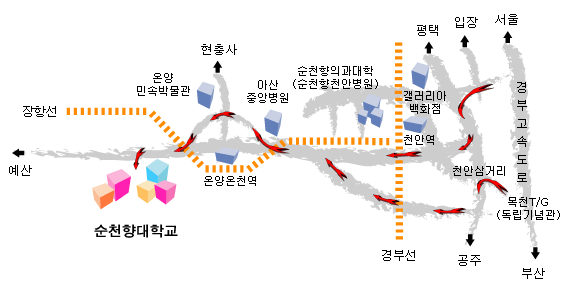 서울
입장
평택
현충사
순천향의과대학
(순천향천안병원)
온양
민속박물관
아산
중앙병원
갤러리아
백화점
경부고속도로
장항선
천안역
예산
천안삼거리
온양온천역
목천T/G
(독립기념관)
순천향대학교
경부선
공주
부산